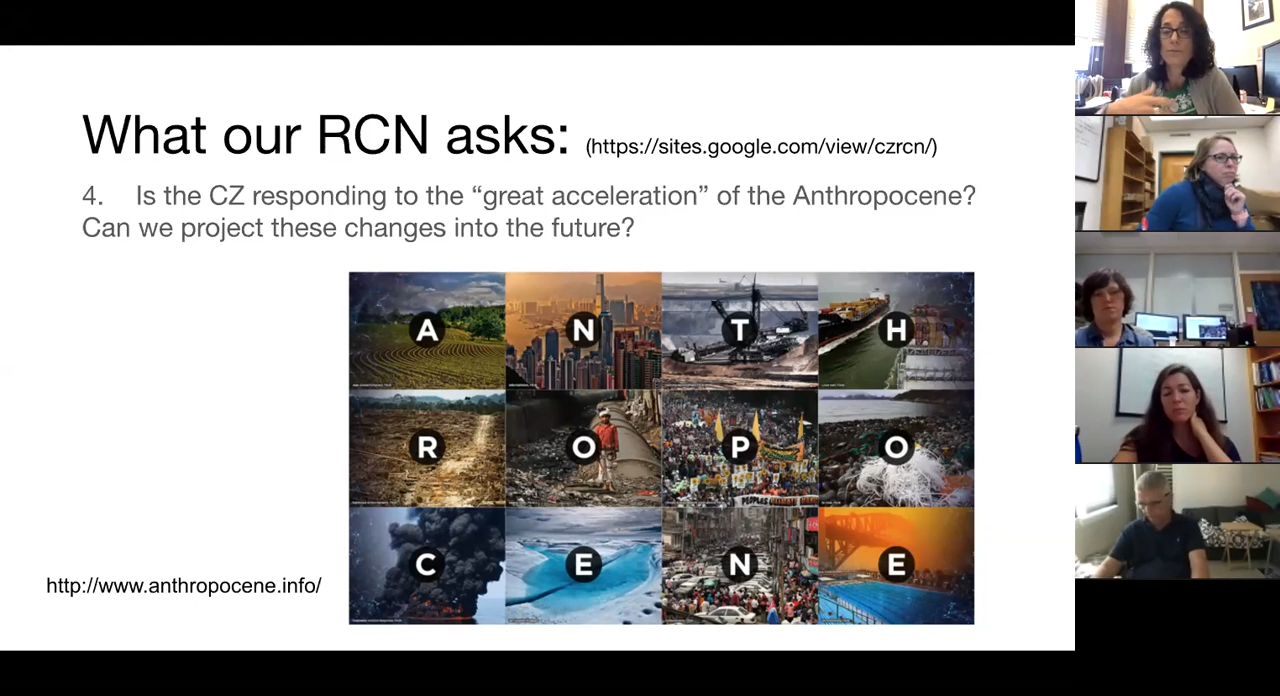 What our RCN asks: (https://sites.google.com/view/czrcn/)
4. Is the CZ responding to the “great acceleration” of the Anthropocene?
Can we project these changes into the future?
A N T H
R O P O
C E N E
http://www.anthropocene.info/